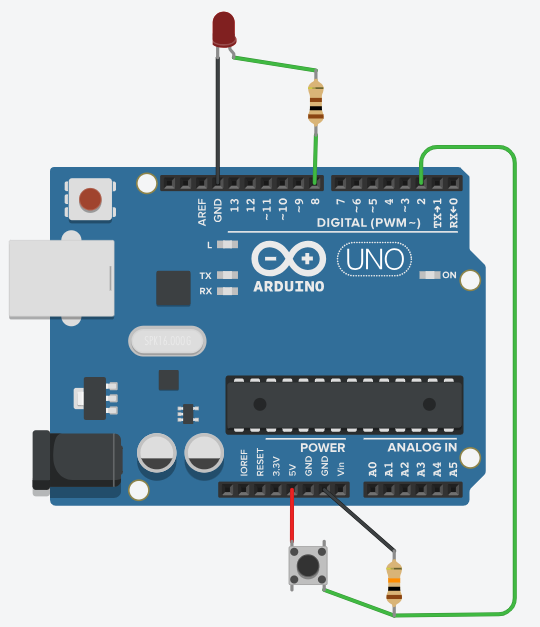 AREF
GND
13
12
~11
~10
~9
8
7
~6
~5
4
~3
2
TX→1
RX←0
DIGITAL (PWM~)
L
TX
RX
ARDUINO
UNO
ON
SPK16.000G
POWER
ANALOG IN
IOREF
RESET
3.3V
5V
GND
GND
Vin
A0
A1
A2
A3
A4
A5